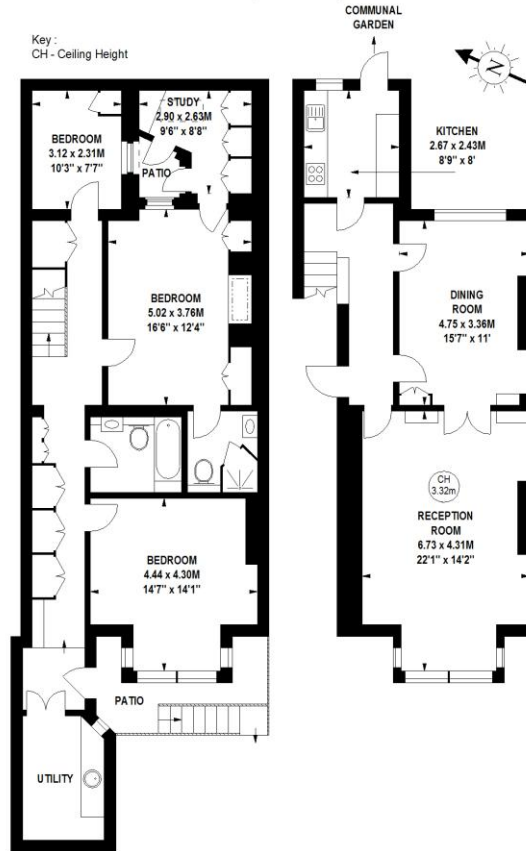 Key :
CH - Ceiling Height
COMMUNAL
GARDEN
N
STUDY
2.90 x 2.63M
9'6" x 8'8"
BEDROOM
3.12 x 2.31M
10'3" x 7'7"
PATIO
KITCHEN
2.67 x 2.43M
8'9" x 8'
BEDROOM
5.02 x 3.76M
16'6" x 12'4"
DINING
ROOM
4.75 x 3.36M
15'7" x 11'
CH
3.32m
RECEPTION
ROOM
6.73 x 4.31M
22'1" x 14'2"
BEDROOM
4.44 x 4.30M
14'7" x 14'1"
PATIO
UTILITY